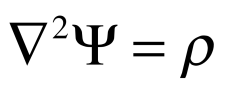 ∇²Ψ = ρ